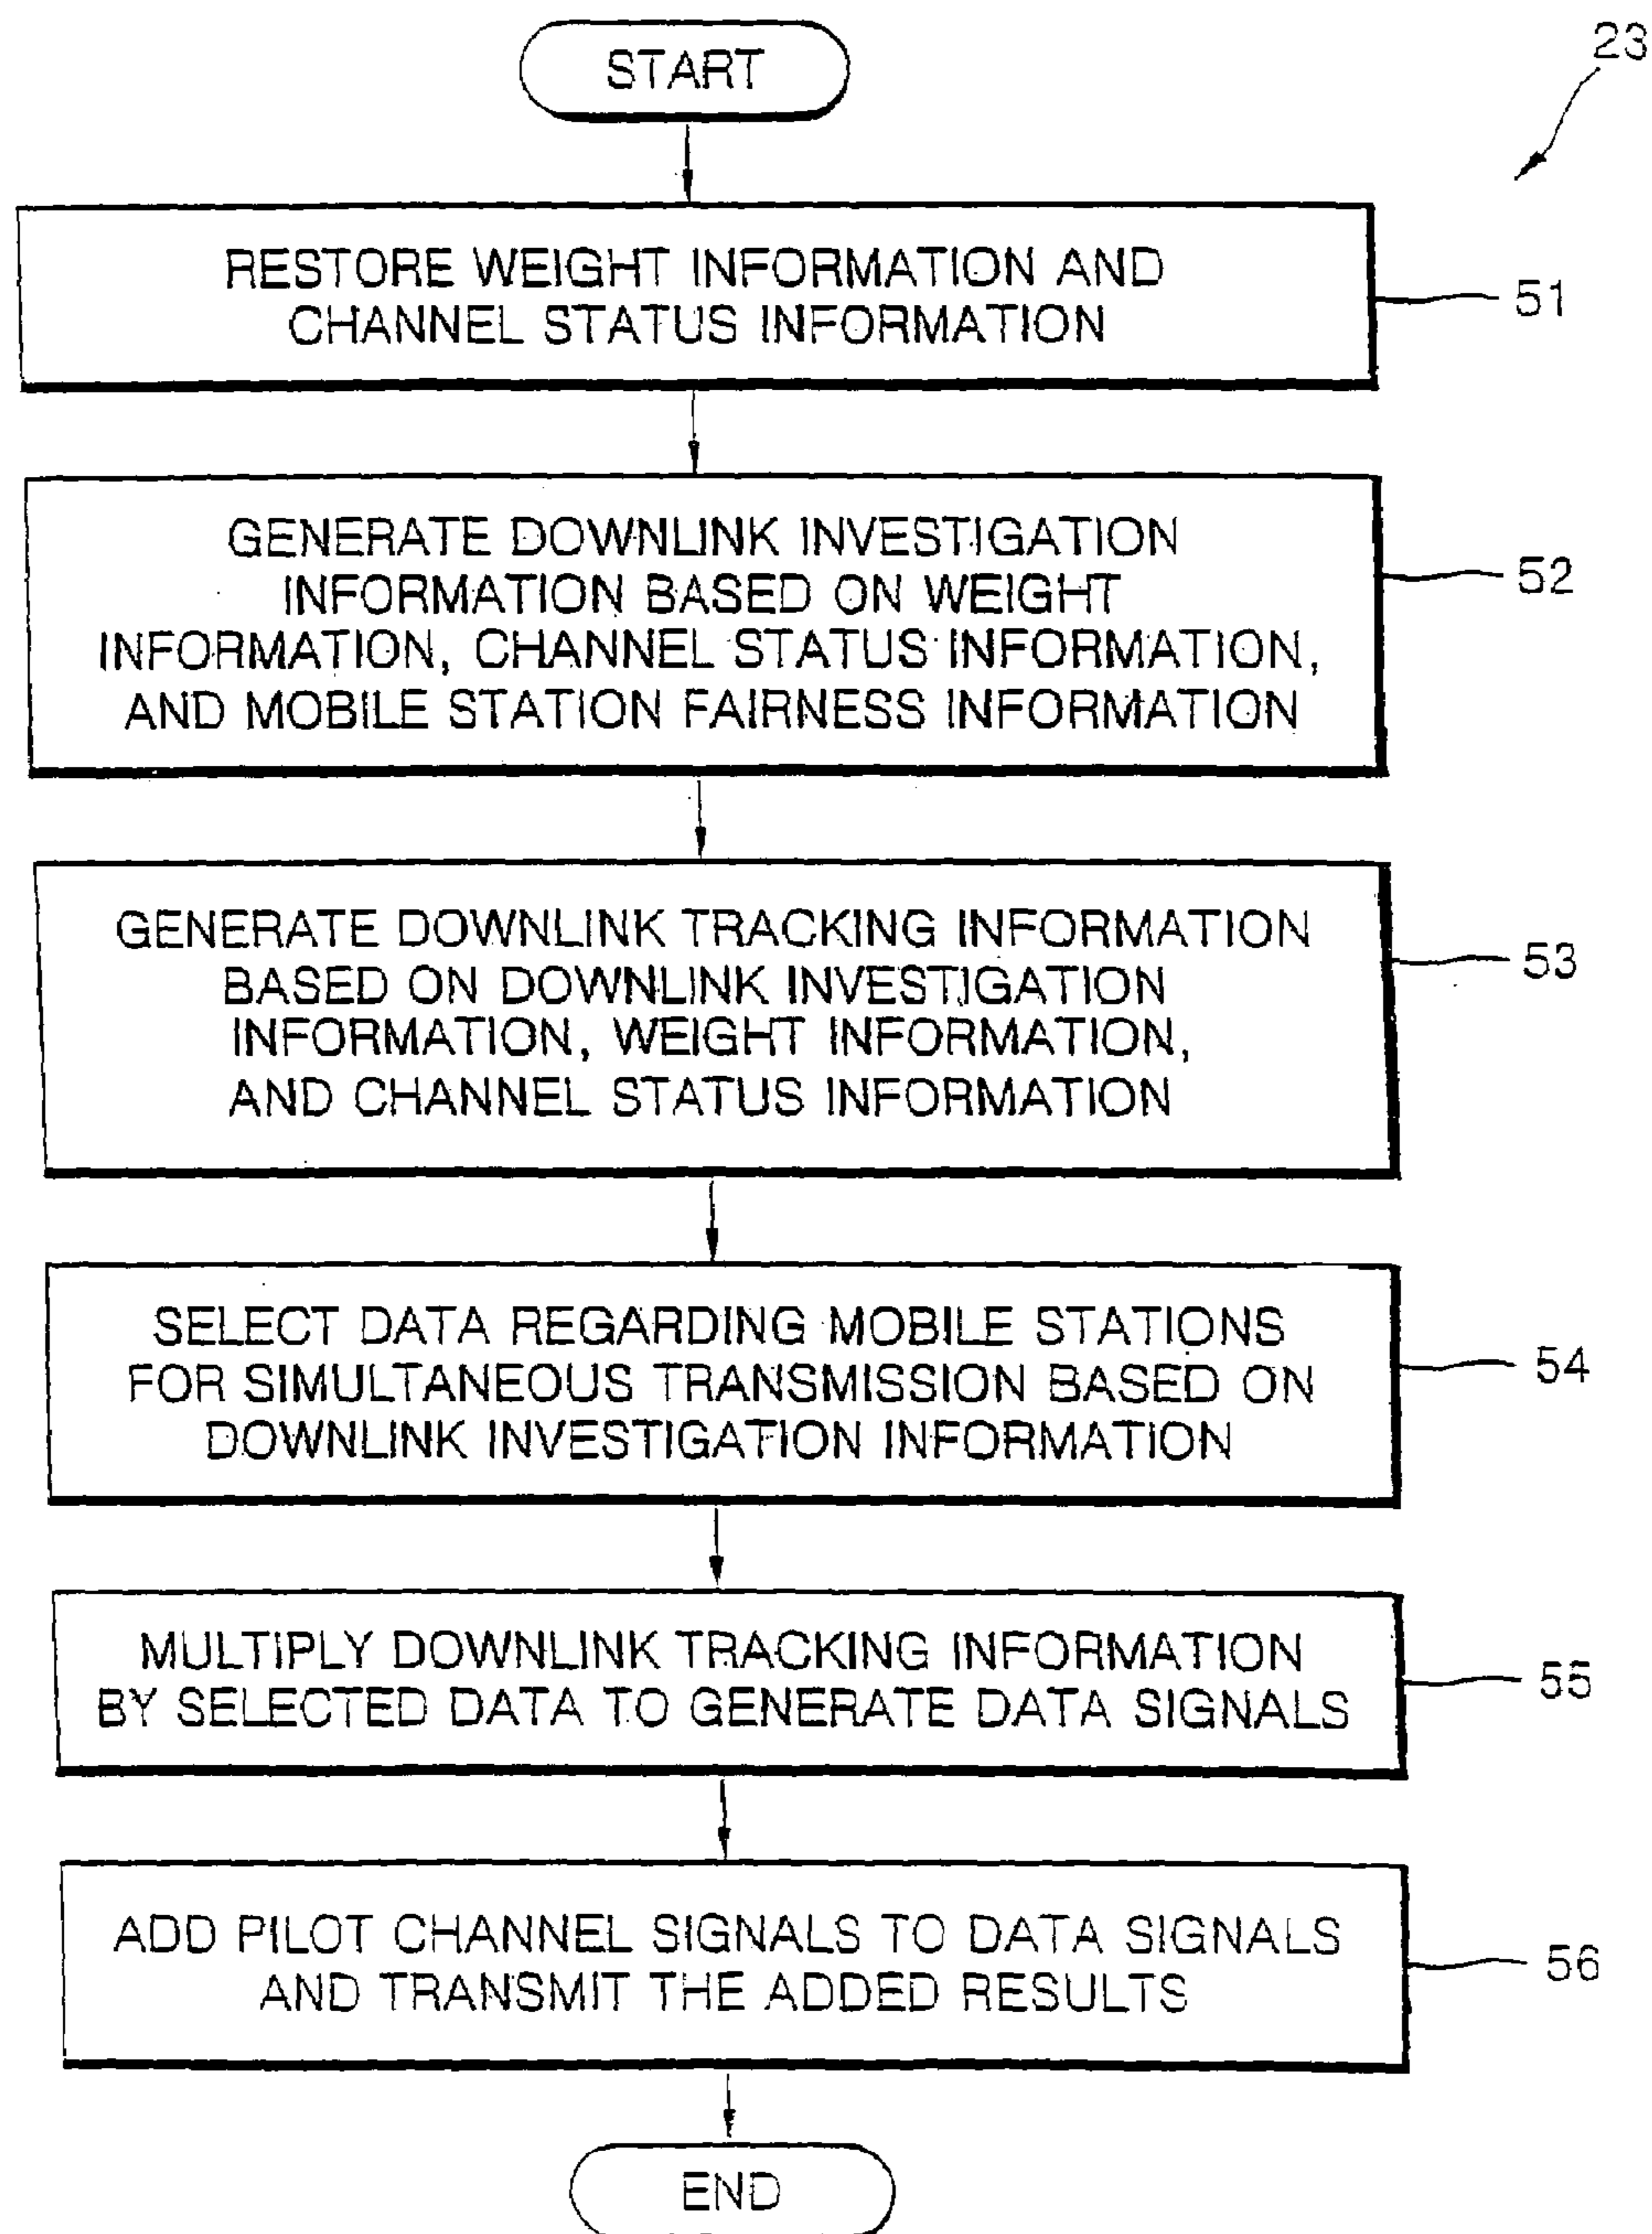 START
23
RESTORE WEIGHT INFORMATION AND
CHANNEL STATUS INFORMATION
51
GENERATE DOWNLINK INVESTIGATION
INFORMATION BASED ON WEIGHT
INFORMATION, CHANNEL STATUS INFORMATION,
AND MOBILE STATION FAIRNESS INFORMATION
52
GENERATE DOWNLINK TRACKING INFORMATION
BASED ON DOWNLINK INVESTIGATION
INFORMATION, WEIGHT INFORMATION,
AND CHANNEL STATUS INFORMATION
53
SELECT DATA REGARDING MOBILE STATIONS
FOR SIMULTANEOUS TRANSMISSION BASED ON
DOWNLINK INVESTIGATION INFORMATION
54
MULTIPLY DOWNLINK TRACKING INFORMATION
BY SELECTED DATA TO GENERATE DATA SIGNALS
55
ADD PILOT CHANNEL SIGNALS TO DATA SIGNALS
AND TRANSMIT THE ADDED RESULTS
56
END